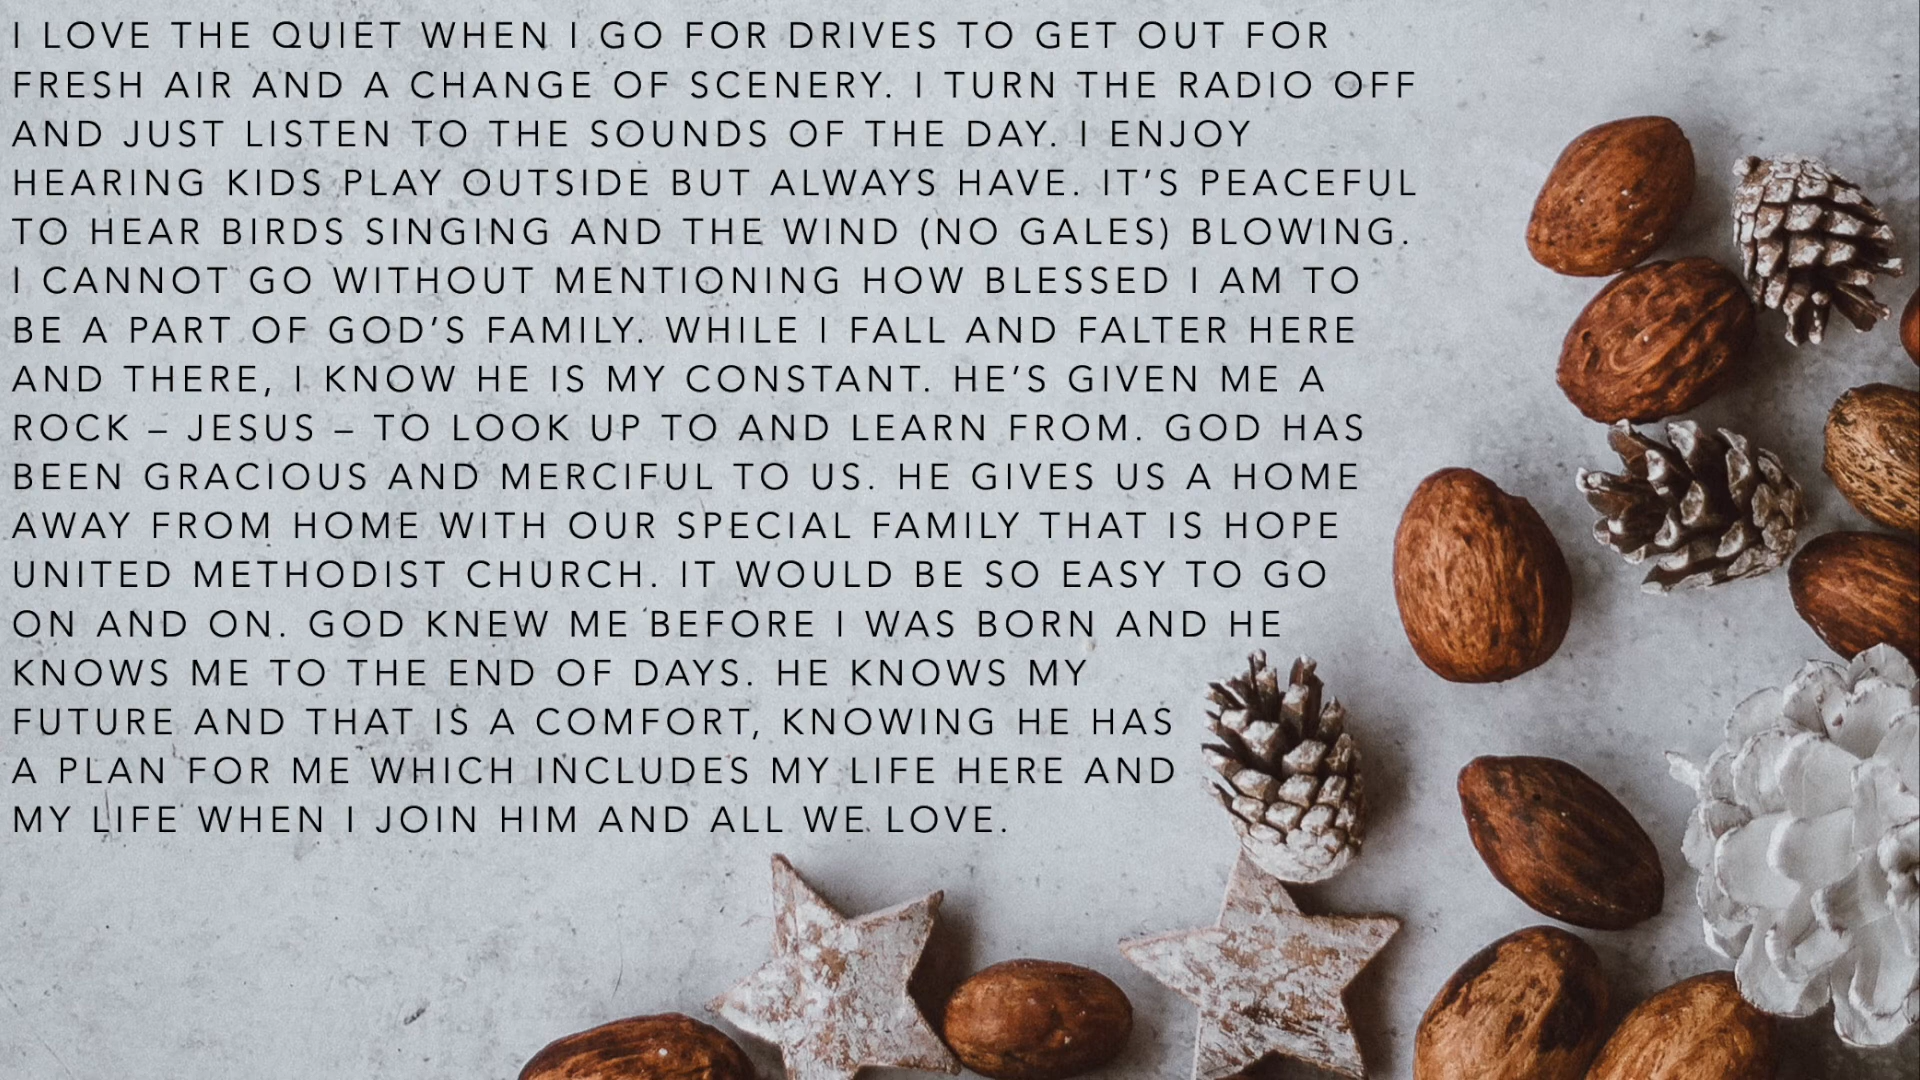 I LOVE THE QUIET WHEN I GO FOR DRIVES TO GET OUT FOR
FRESH AIR AND A CHANGE OF SCENERY. I TURN THE RADIO OFF
AND JUST LISTEN TO THE SOUNDS OF THE DAY. I ENJOY
HEARING KIDS PLAY OUTSIDE BUT ALWAYS HAVE. IT’S PEACEFUL
TO HEAR BIRDS SINGING AND THE WIND (NO GALES) BLOWING.
I CANNOT GO WITHOUT MENTIONING HOW BLESSED I AM TO
BE A PART OF GOD’S FAMILY. WHILE I FALL AND FALTER HERE
AND THERE, I KNOW HE IS MY CONSTANT. HE’S GIVEN ME A
ROCK – JESUS – TO LOOK UP TO AND LEARN FROM. GOD HAS
BEEN GRACIOUS AND MERCIFUL TO US. HE GIVES US A HOME
AWAY FROM HOME WITH OUR SPECIAL FAMILY THAT IS HOPE
UNITED METHODIST CHURCH. IT WOULD BE SO EASY TO GO
ON AND ON. GOD KNEW ME BEFORE I WAS BORN AND HE
KNOWS ME TO THE END OF DAYS. HE KNOWS MY
FUTURE AND THAT IS A COMFORT, KNOWING HE HAS
A PLAN FOR ME WHICH INCLUDES MY LIFE HERE AND
MY LIFE WHEN I JOIN HIM AND ALL WE LOVE.